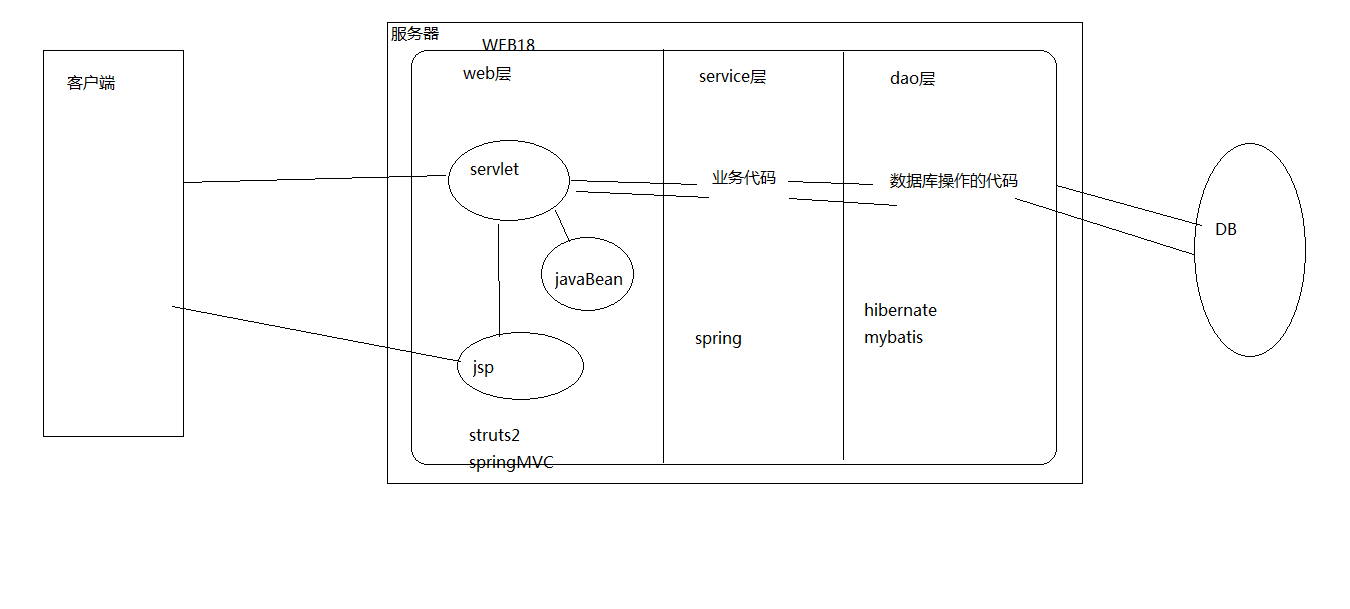 服务器
WEB18
客户端
web层
service层
dao层
servlet
业务代码
数据库操作的代码
DB
javaBean
hibernate
mybatis
spring
jsp
struts2
springMVC